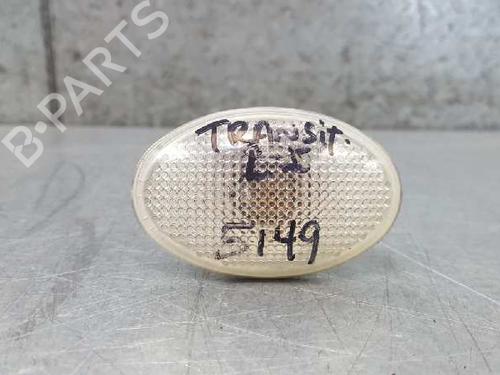 B-PARTS
TRANSIT.
L-I
5149